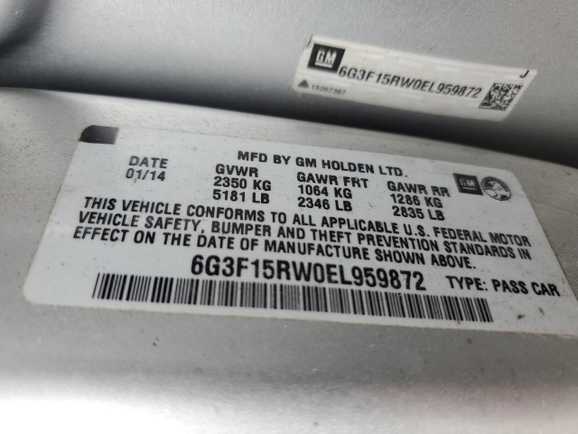 GM
6G3F15RW0EL959872
J
MFD BY GM HOLDEN LTD.
DATE GVWR GAWR FRT GAWR RR GM
01/14 2350 KG 1064 KG 1286 KG
5181 LB 2346 LB 2835 LB
THIS VEHICLE CONFORMS TO ALL APPLICABLE U.S. FEDERAL MOTOR
VEHICLE SAFETY, BUMPER AND THEFT PREVENTION STANDARDS IN
EFFECT ON THE DATE OF MANUFACTURE SHOWN ABOVE.
6G3F15RW0EL959872
TYPE: PASS CAR